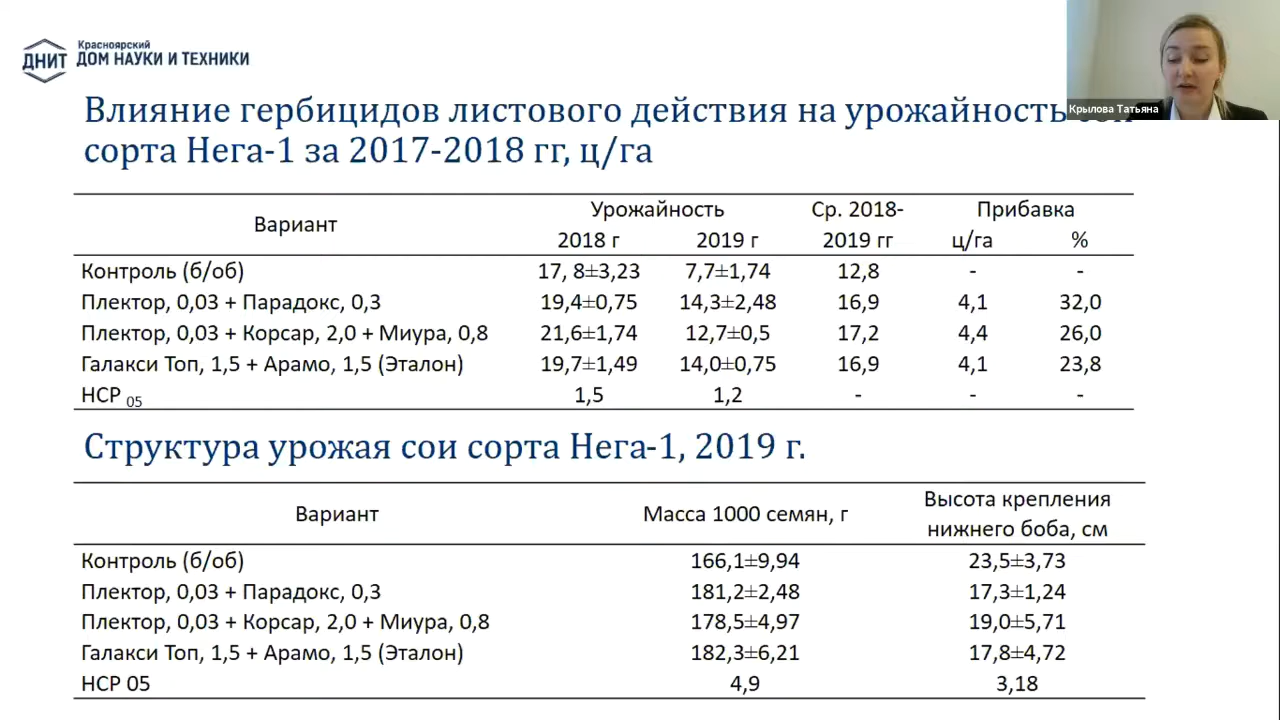 Красноярский
ДНИТ ДОМ НАУКИ И ТЕХНИКИ
Крылова Татьяна
Влияние гербицидов листового действия на урожайность
сорта Нега-1 за 2017-2018 гг, ц/га
Вариант Урожайность Ср. 2018- Прибавка
2018 г 2019 г 2019 гг ц/га %
Контроль (б/об) 17, 8±3,23 7,7±1,74 12,8 - -
Плектор, 0,03 + Парадокс, 0,3 19,4±0,75 14,3±2,48 16,9 4,1 32,0
Плектор, 0,03 + Корсар, 2,0 + Миура, 0,8 21,6±1,74 12,7±0,5 17,2 4,4 26,0
Галакси Топ, 1,5 + Арамо, 1,5 (Эталон) 19,7±1,49 14,0±0,75 16,9 4,1 23,8
НСР 05 1,5 1,2 - - -
Структура урожая сои сорта Нега-1, 2019 г.
Вариант Масса 1000 семян, г Высота крепления
нижнего боба, см
Контроль (б/об) 166,1±9,94 23,5±3,73
Плектор, 0,03 + Парадокс, 0,3 181,2±2,48 17,3±1,24
Плектор, 0,03 + Корсар, 2,0 + Миура, 0,8 178,5±4,97 19,0±5,71
Галакси Топ, 1,5 + Арамо, 1,5 (Эталон) 182,3±6,21 17,8±4,72
НСР 05 4,9 3,18